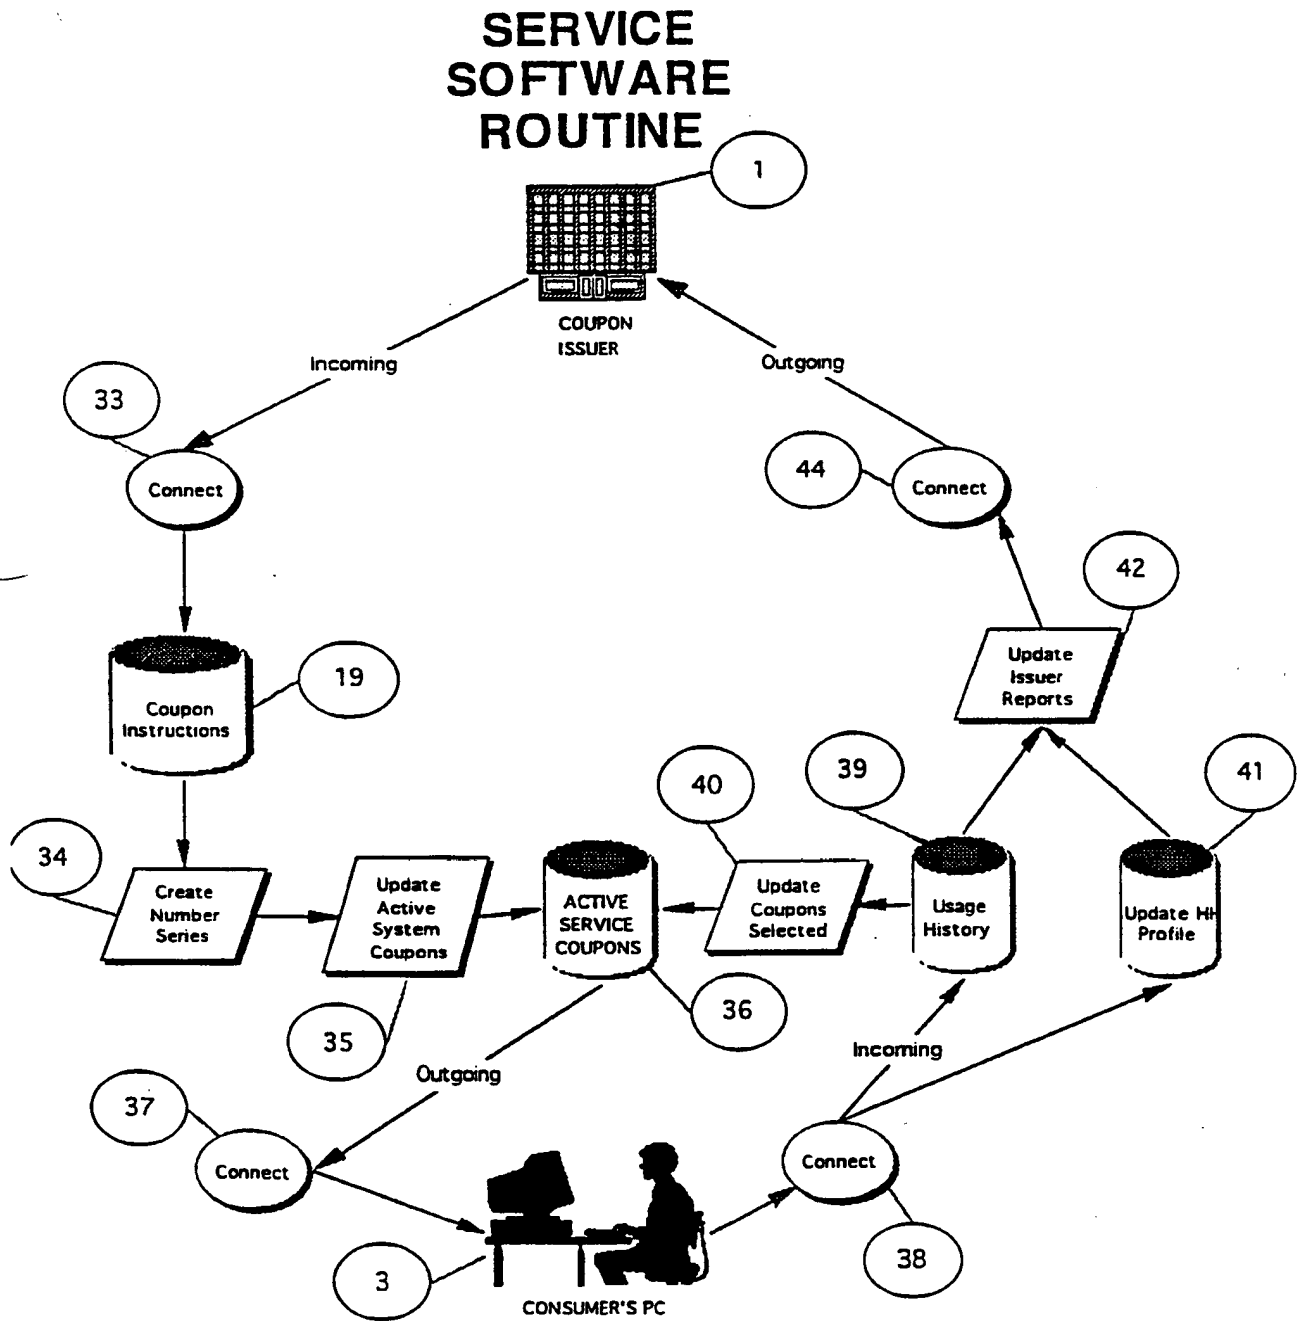 SERVICE
SOFTWARE
ROUTINE
1
COUPON
ISSUER
Incoming
Outgoing
33
Connect
44
Connect
42
Update
Issuer
Reports
19
Coupon
Instructions
34
Create
Number
Series
Update
Active
System
Coupons
35
ACTIVE
SERVICE
COUPONS
36
40
Update
Coupons
Selected
39
Usage
History
41
Update HH
Profile
Outgoing
Incoming
37
Connect
Connect
38
3
CONSUMER'S PC